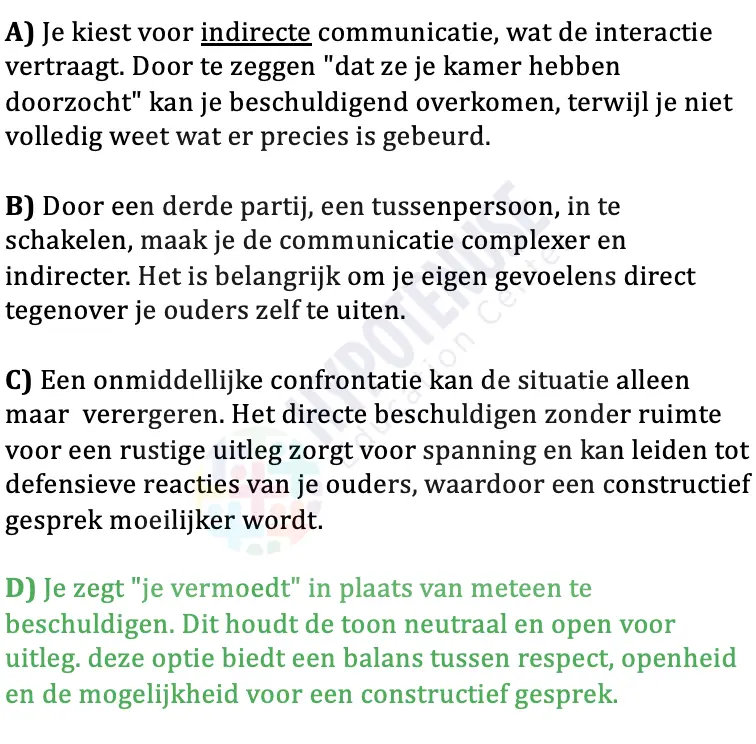 A) Je kiest voor indirecte communicatie, wat de interactie
vertraagt. Door te zeggen "dat ze je kamer hebben
doorzocht" kan je beschuldigend overkomen, terwijl je niet
volledig weet wat er precies is gebeurd.
B) Door een derde partij, een tussenpersoon, in te
schakelen, maak je de communicatie complexer en
indirecter. Het is belangrijk om je eigen gevoelens direct
tegenover je ouders zelf te uiten.
C) Een onmiddellijke confrontatie kan de situatie alleen
maar  verergeren. Het directe beschuldigen zonder ruimte
voor een rustige uitleg zorgt voor spanning en kan leiden tot
defensieve reacties van je ouders, waardoor een constructief
gesprek moeilijker wordt.
D) Je zegt "je vermoedt" in plaats van meteen te
beschuldigen. Dit houdt de toon neutraal en open voor
uitleg. deze optie biedt een balans tussen respect, openheid
en de mogelijkheid voor een constructief gesprek.
HYPOTENUSE
Education Center